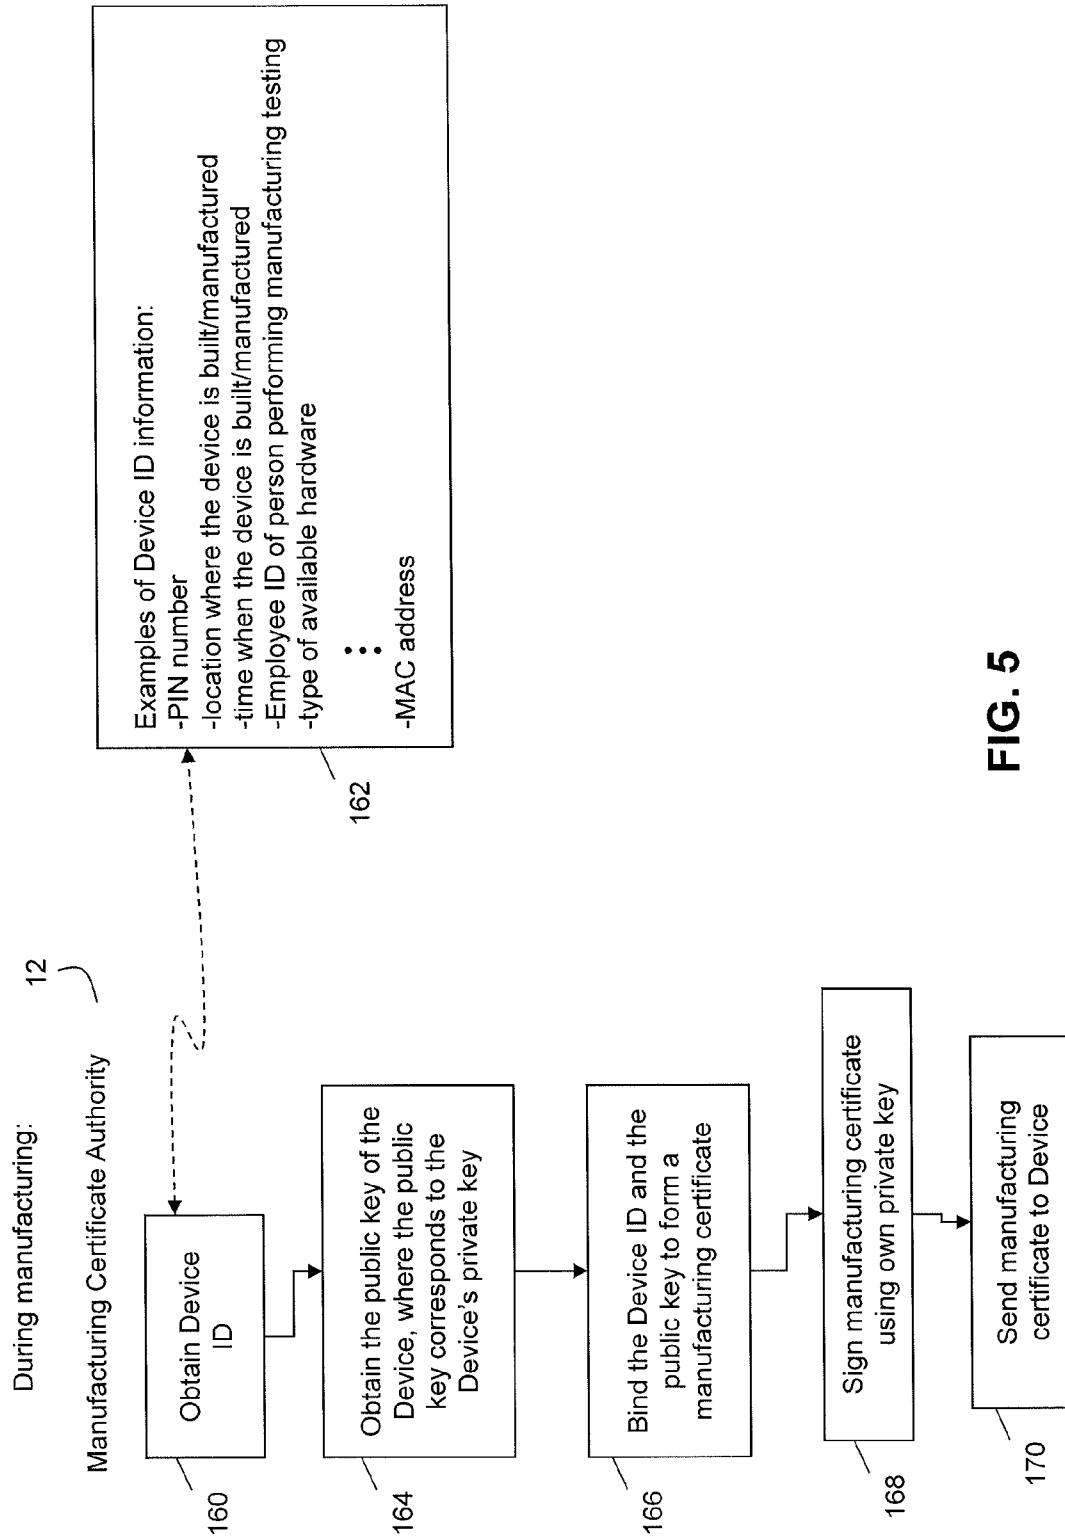 During manufacturing:
Manufacturing Certificate Authority
12
Obtain Device
ID
160
Examples of Device ID information:
-PIN number
-location where the device is built/manufactured
-time when the device is built/manufactured
-Employee ID of person performing manufacturing testing
-type of available hardware
-MAC address
162
Obtain the public key of the
Device, where the public
key corresponds to the
Device's private key
164
Bind the Device ID and the
public key to form a
manufacturing certificate
166
Sign manufacturing certificate
using own private key
168
Send manufacturing
certificate to Device
170
FIG. 5